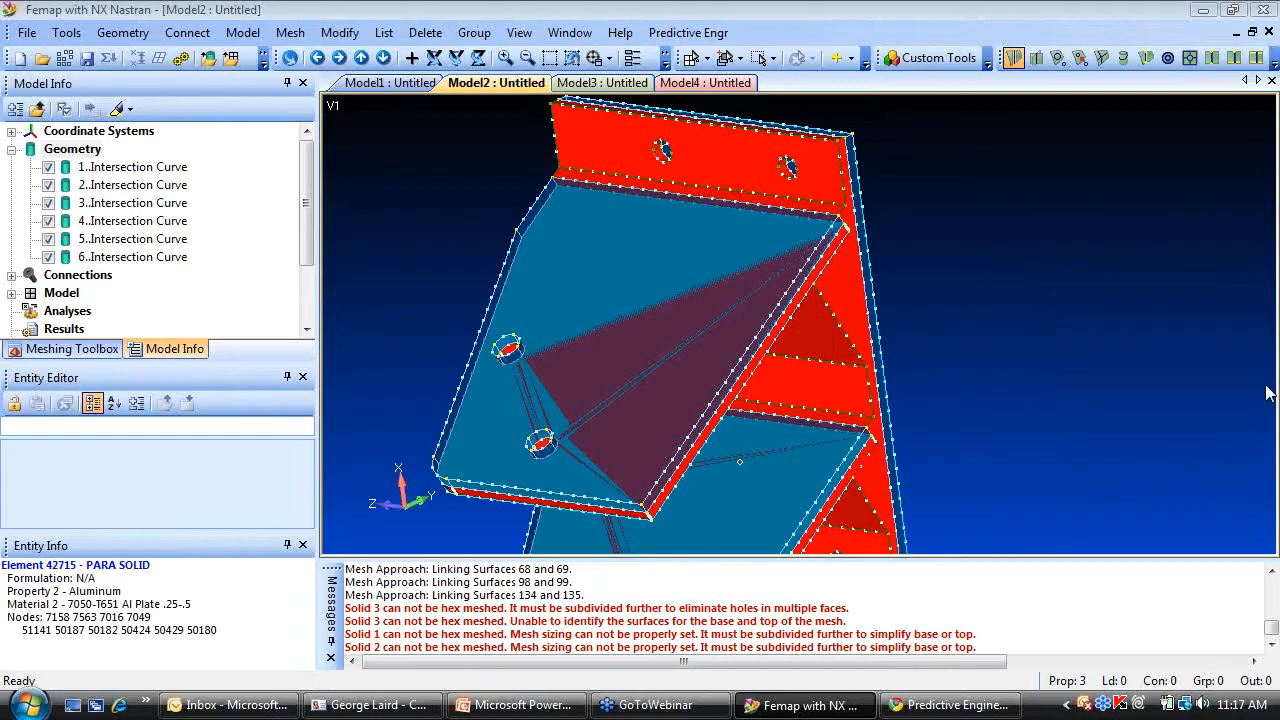 Femap with NX Nastran - [Model2 : Untitled]
File Tools Geometry Connect Model Mesh Modify List Delete Group View Window Help Predictive Engr
Custom Tools
Model Info
Model1 : Untitled Model2 : Untitled Model3 : Untitled Model4 : Untitled
V1
Coordinate Systems
Geometry
1..Intersection Curve
2..Intersection Curve
3..Intersection Curve
4..Intersection Curve
5..Intersection Curve
6..Intersection Curve
Connections
Model
Analyses
Results
Meshing Toolbox Model Info
Entity Editor
X
Y
Z
Entity Info
Element 42715 - PARA SOLID
Formulation: N/A
Property 2 - Aluminum
Material 2 - 7050-T651 Al Plate .25-.5
Nodes: 7158 7563 7016 7049
51141 50187 50182 50424 50429 50180
Messages
Mesh Approach: Linking Surfaces 68 and 69.
Mesh Approach: Linking Surfaces 98 and 99.
Mesh Approach: Linking Surfaces 134 and 135.
Solid 3 can not be hex meshed. It must be subdivided further to eliminate holes in multiple faces.
Solid 3 can not be hex meshed. Unable to identify the surfaces for the base and top of the mesh.
Solid 1 can not be hex meshed. Mesh sizing can not be properly set. It must be subdivided further to simplify base or top.
Solid 2 can not be hex meshed. Mesh sizing can not be properly set. It must be subdivided further to simplify base or top.
Ready
Prop: 3 Ld: 0 Con: 0 Grp: 0 Out: 0
Inbox - Microsoft... George Laird - C... Microsoft Power... GoToWebinar Femap with NX ... Predictive Engine... 11:17 AM